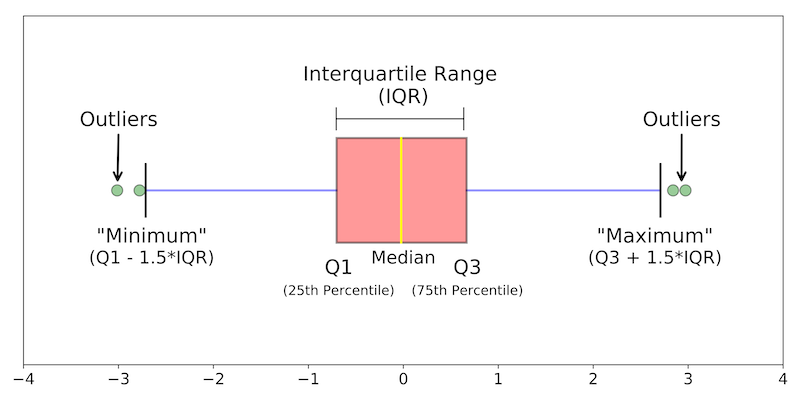 Interquartile Range
(IQR)
Outliers
Outliers
"Minimum"
(Q1 - 1.5*IQR)
"Maximum"
(Q3 + 1.5*IQR)
Median
Q1
Q3
(25th Percentile)
(75th Percentile)
−4 −3 −2 −1 0 1 2 3 4